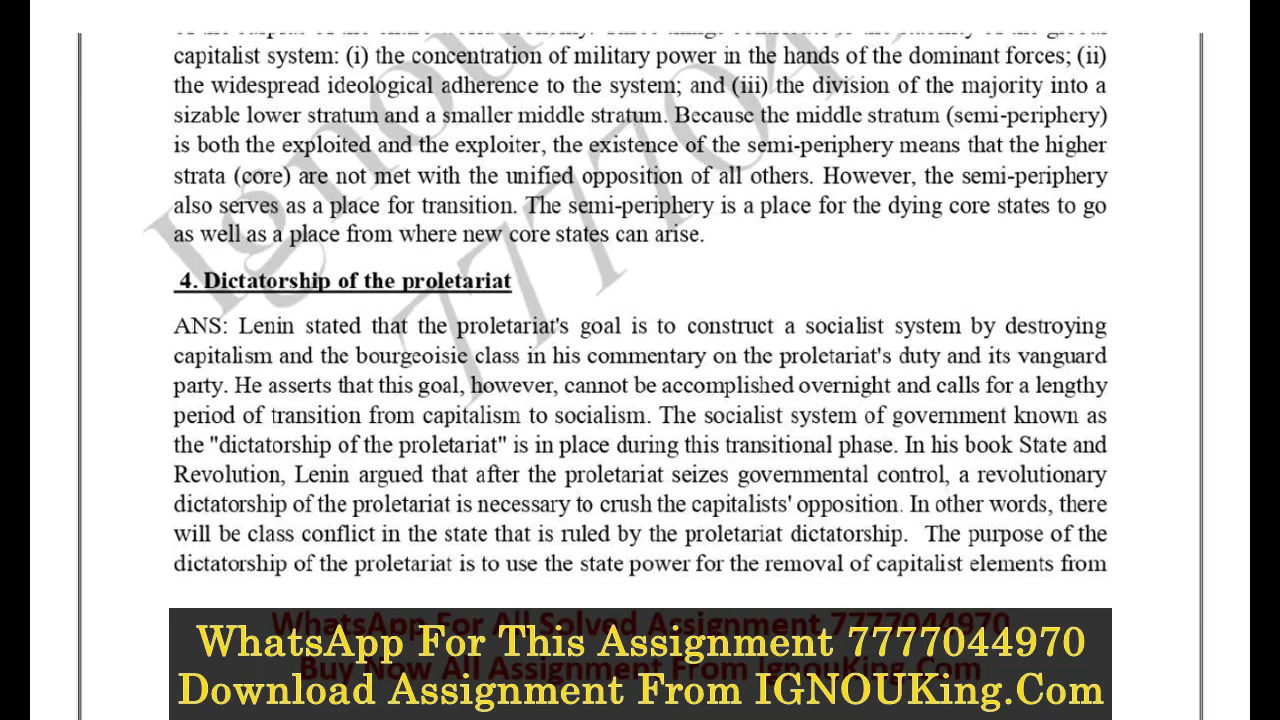 capitalist system: (i) the concentration of military power in the hands of the dominant forces; (ii)
the widespread ideological adherence to the system; and (iii) the division of the majority into a
sizable lower stratum and a smaller middle stratum. Because the middle stratum (semi-periphery)
is both the exploited and the exploiter, the existence of the semi-periphery means that the higher
strata (core) are not met with the unified opposition of all others. However, the semi-periphery
also serves as a place for transition. The semi-periphery is a place for the dying core states to go
as well as a place from where new core states can arise.
4. Dictatorship of the proletariat
ANS: Lenin stated that the proletariat's goal is to construct a socialist system by destroying
capitalism and the bourgeoisie class in his commentary on the proletariat's duty and its vanguard
party. He asserts that this goal, however, cannot be accomplished overnight and calls for a lengthy
period of transition from capitalism to socialism. The socialist system of government known as
the "dictatorship of the proletariat" is in place during this transitional phase. In his book State and
Revolution, Lenin argued that after the proletariat seizes governmental control, a revolutionary
dictatorship of the proletariat is necessary to crush the capitalists' opposition. In other words, there
will be class conflict in the state that is ruled by the proletariat dictatorship. The purpose of the
dictatorship of the proletariat is to use the state power for the removal of capitalist elements from
WhatsApp For All Solved Assignment 7777044970
WhatsApp For This Assignment 7777044970
Buy Now All Assignment From IgnouKing.Com
Download Assignment From IGNOUKing.Com